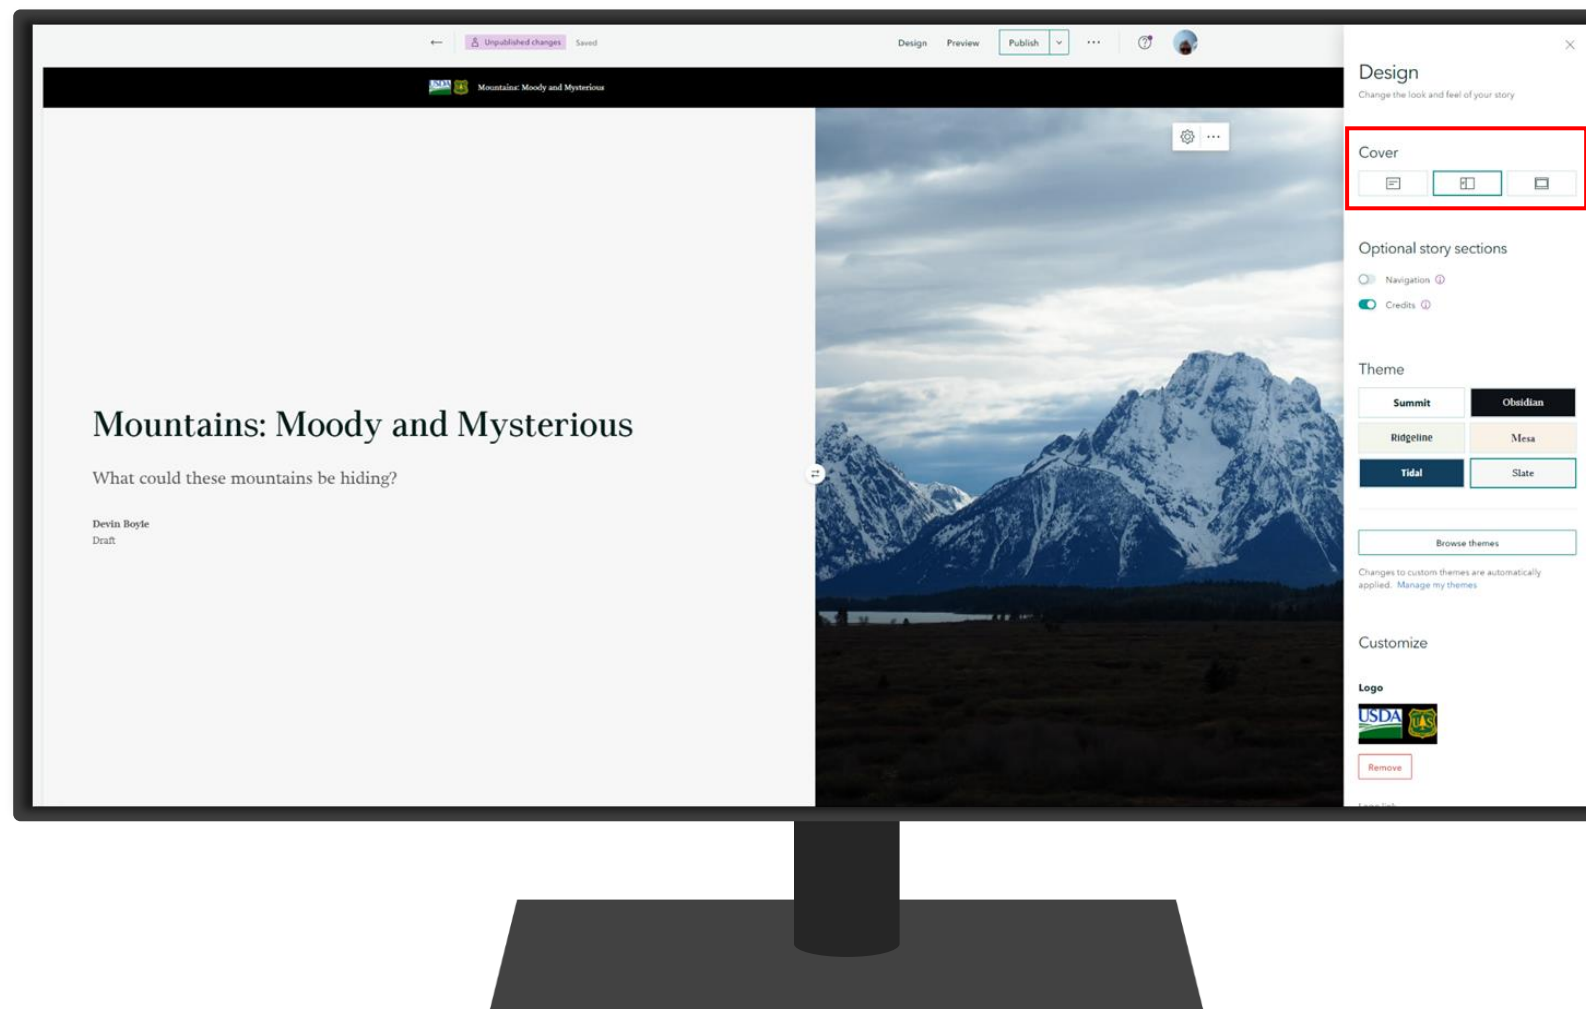 Unpublished changes Saved
Design Preview Publish
Mountains: Moody and Mysterious
Mountains: Moody and Mysterious
What could these mountains be hiding?
Devin Boyle
Draft
Design
Change the look and feel of your story
Cover
Optional story sections
Navigation
Credits
Theme
Summit Obsidian
Ridgeline Mesa
Tidal Slate
Browse themes
Changes to custom themes are automatically
applied. Manage my themes
Customize
Logo
USDA UAS
Remove